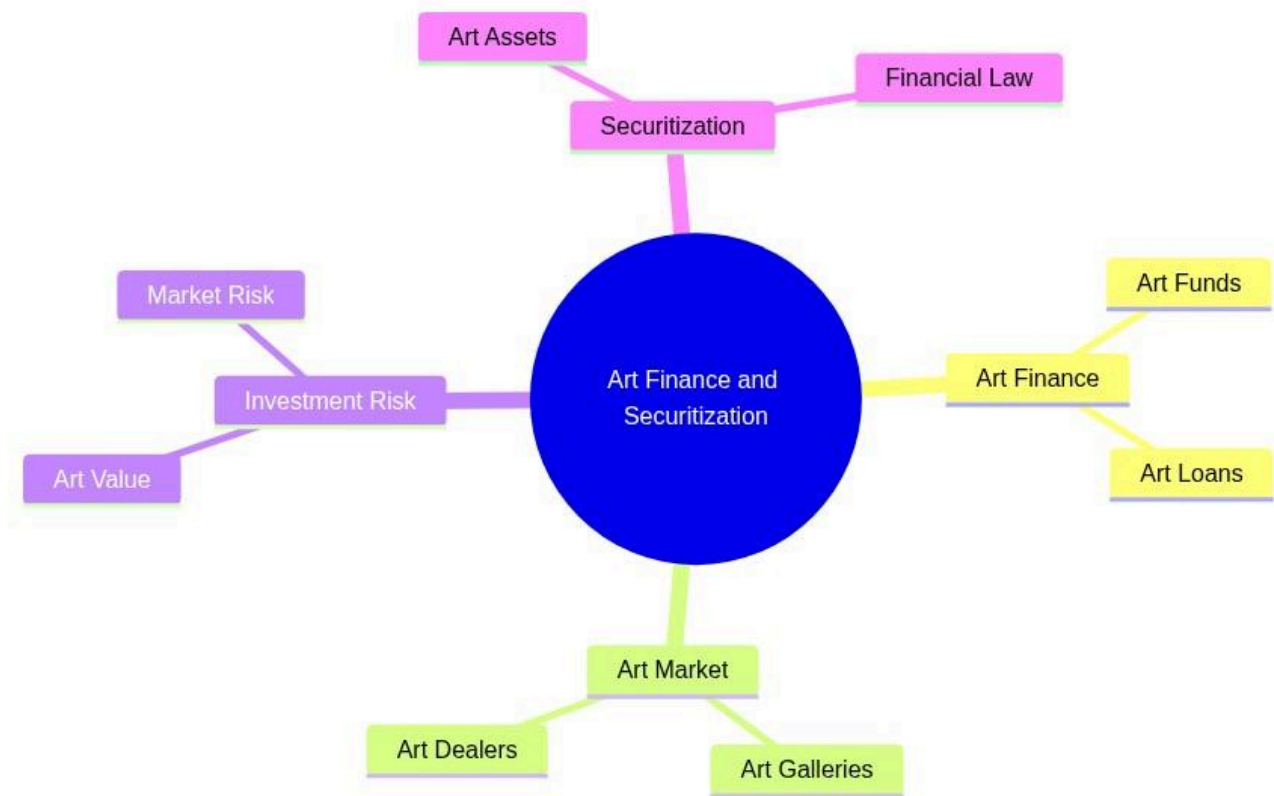 Art Assets
Financial Law
Securitization
Market Risk
Art Funds
Art Finance
Investment Risk
Art Finance and
Securitization
Art Value
Art Loans
Art Market
Art Dealers
Art Galleries